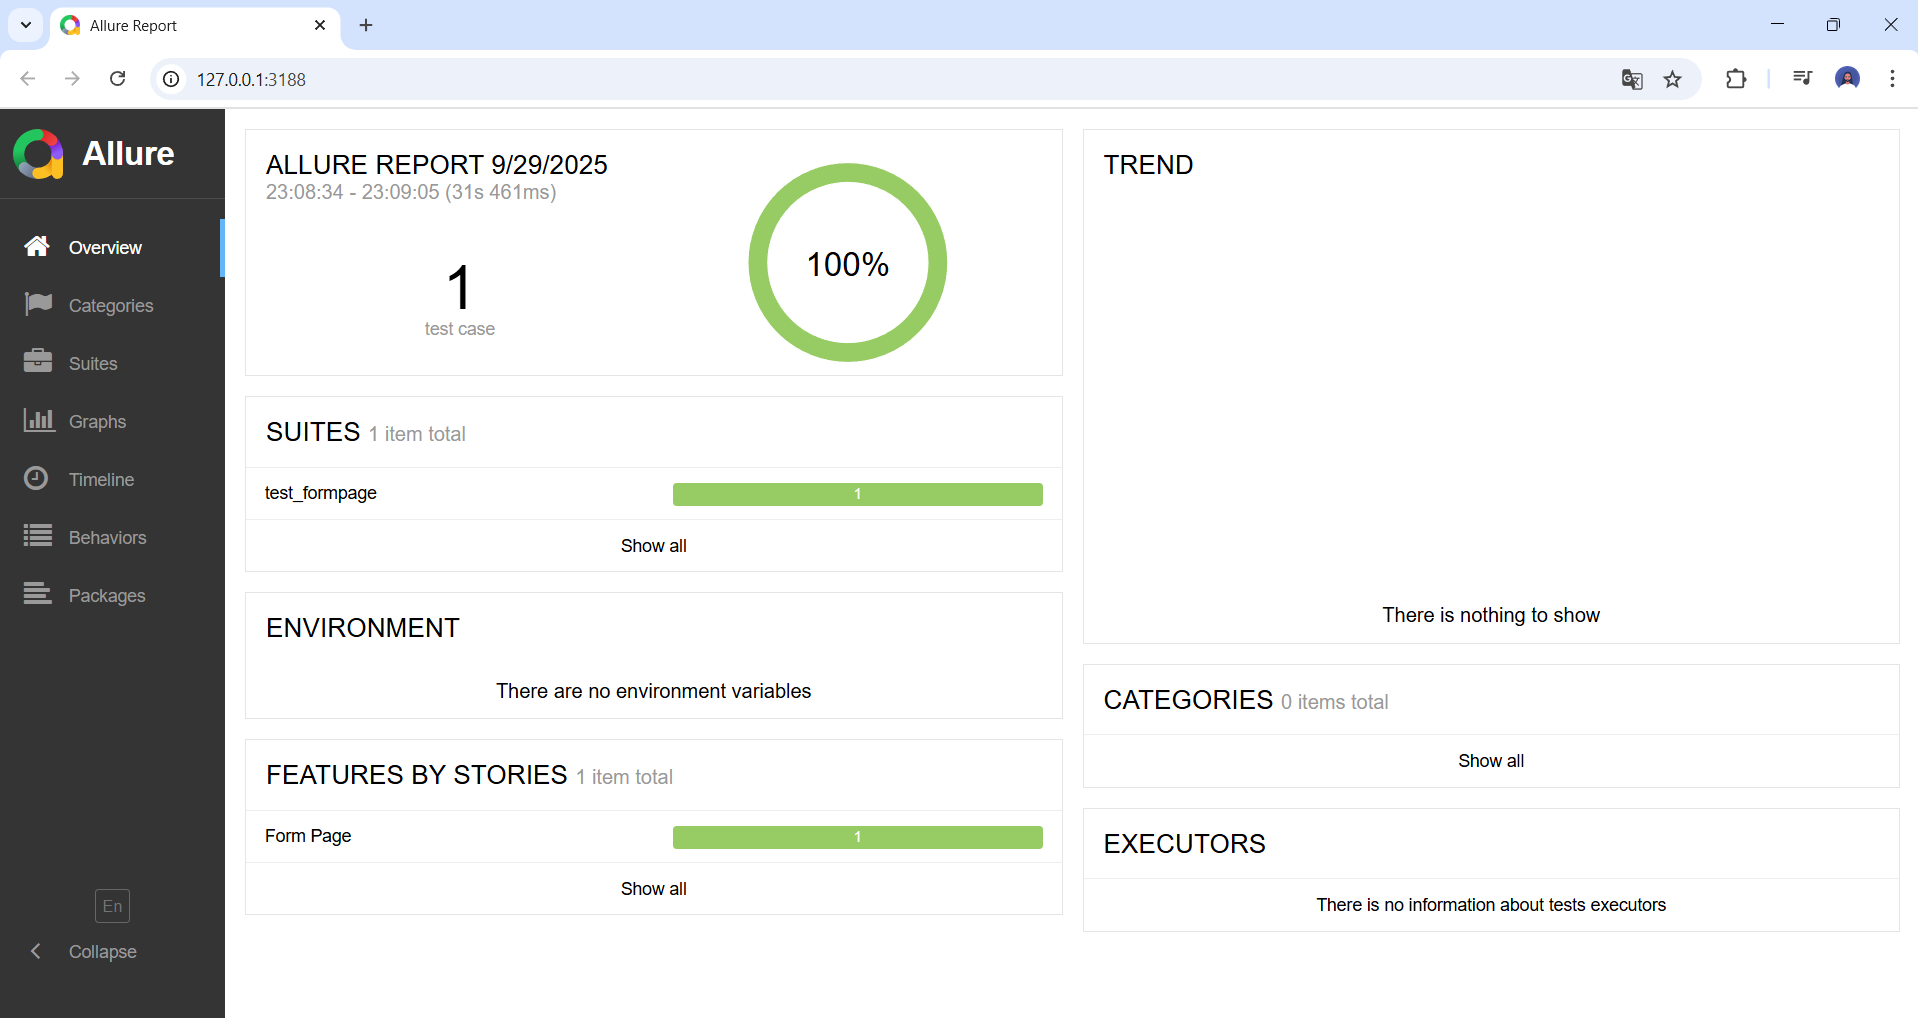 Allure Report
127.0.0.1:3188
Allure
Overview
Categories
Suites
Graphs
Timeline
Behaviors
Packages
En
Collapse
ALLURE REPORT 9/29/2025
23:08:34 - 23:09:05 (31s 461ms)
1
test case
100%
SUITES 1 item total
test_formpage 1
Show all
ENVIRONMENT
There are no environment variables
FEATURES BY STORIES 1 item total
Form Page 1
Show all
TREND
There is nothing to show
CATEGORIES 0 items total
Show all
EXECUTORS
There is no information about tests executors